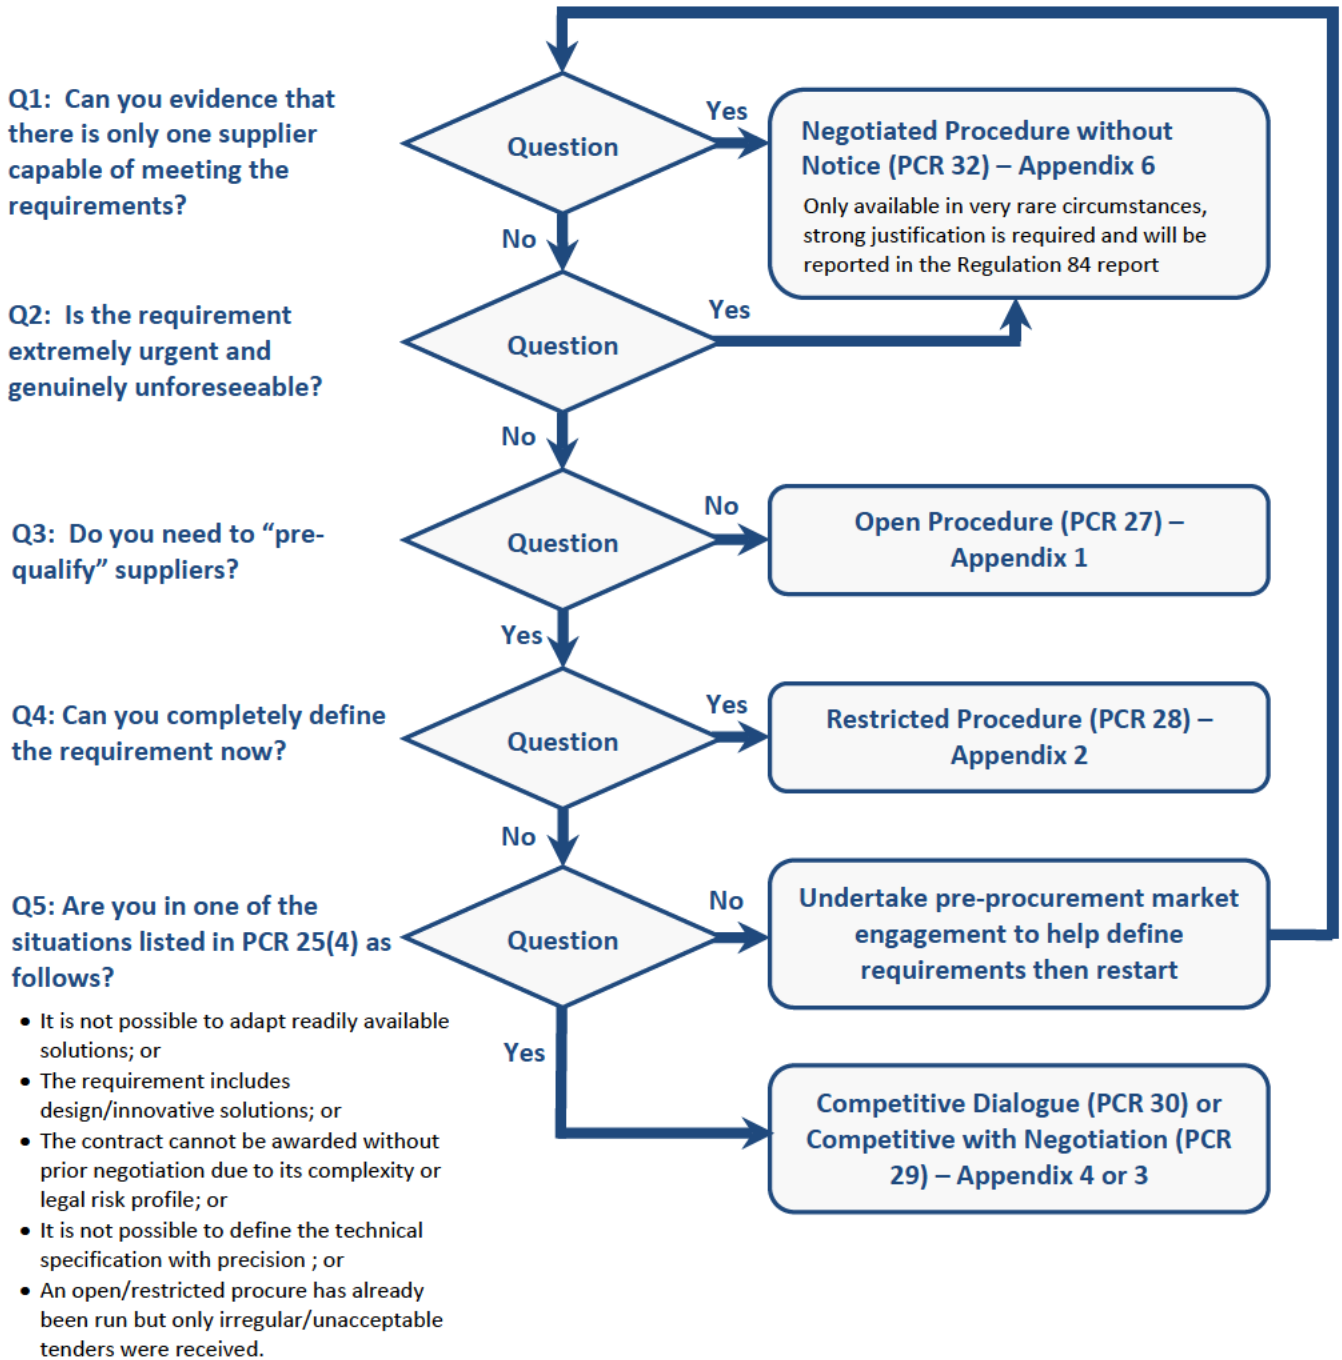 Q1:  Can you evidence that
there is only one supplier
capable of meeting the
requirements?
Question
Yes
Negotiated Procedure without
Notice (PCR 32) – Appendix 6
Only available in very rare circumstances,
strong justification is required and will be
reported in the Regulation 84 report
No
Q2:  Is the requirement
extremely urgent and
genuinely unforeseeable?
Question
Yes
No
Q3:  Do you need to “pre-
qualify” suppliers?
Question
No
Open Procedure (PCR 27) –
Appendix 1
Yes
Q4: Can you completely define
the requirement now?
Question
Yes
Restricted Procedure (PCR 28) –
Appendix 2
No
Q5: Are you in one of the
situations listed in PCR 25(4) as
follows?
Question
No
Undertake pre-procurement market
engagement to help define
requirements then restart
• It is not possible to adapt readily available
solutions; or
• The requirement includes
design/innovative solutions; or
• The contract cannot be awarded without
prior negotiation due to its complexity or
legal risk profile; or
• It is not possible to define the technical
specification with precision ; or
• An open/restricted procure has already
been run but only irregular/unacceptable
tenders were received.
Yes
Competitive Dialogue (PCR 30) or
Competitive with Negotiation (PCR
29) – Appendix 4 or 3